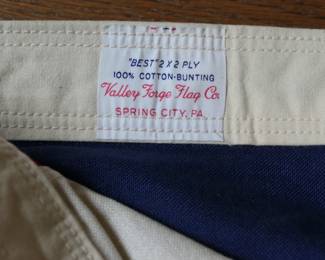 "BEST" 2 X 2 PLY
100% COTTON-BUNTING
Valley Forge Flag Co.
SPRING CITY, PA.